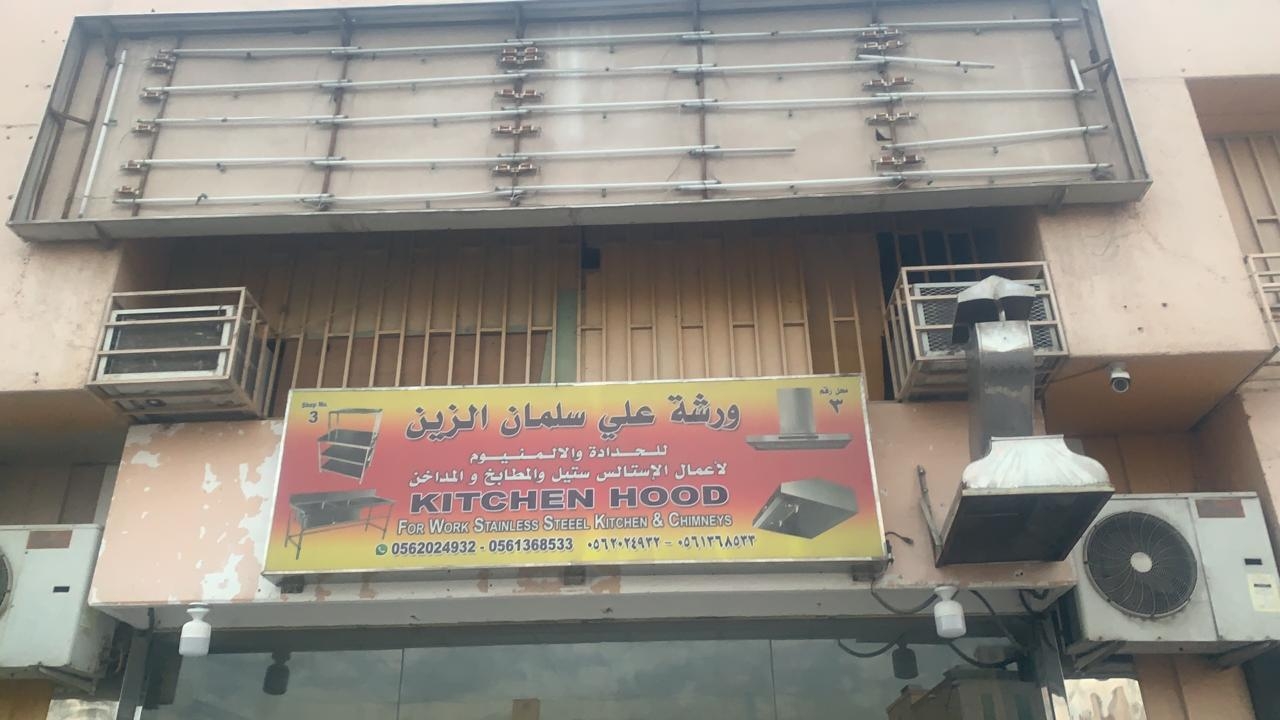 Shop No.
3
محل رقم
٣
ورشة علي سلمان الزين
للحدادة والالمنيوم
لأعمال الإستالس ستيل والمطابخ و المداخن
KITCHEN HOOD
FOR WORK STAINLESS STEEEL KITCHEN & CHIMNEYS
0562024932 - 0561368533 ٠٥٦٢٠٢٤٩٣٢ - ٠٥٦١٣٦٨٥٣٣